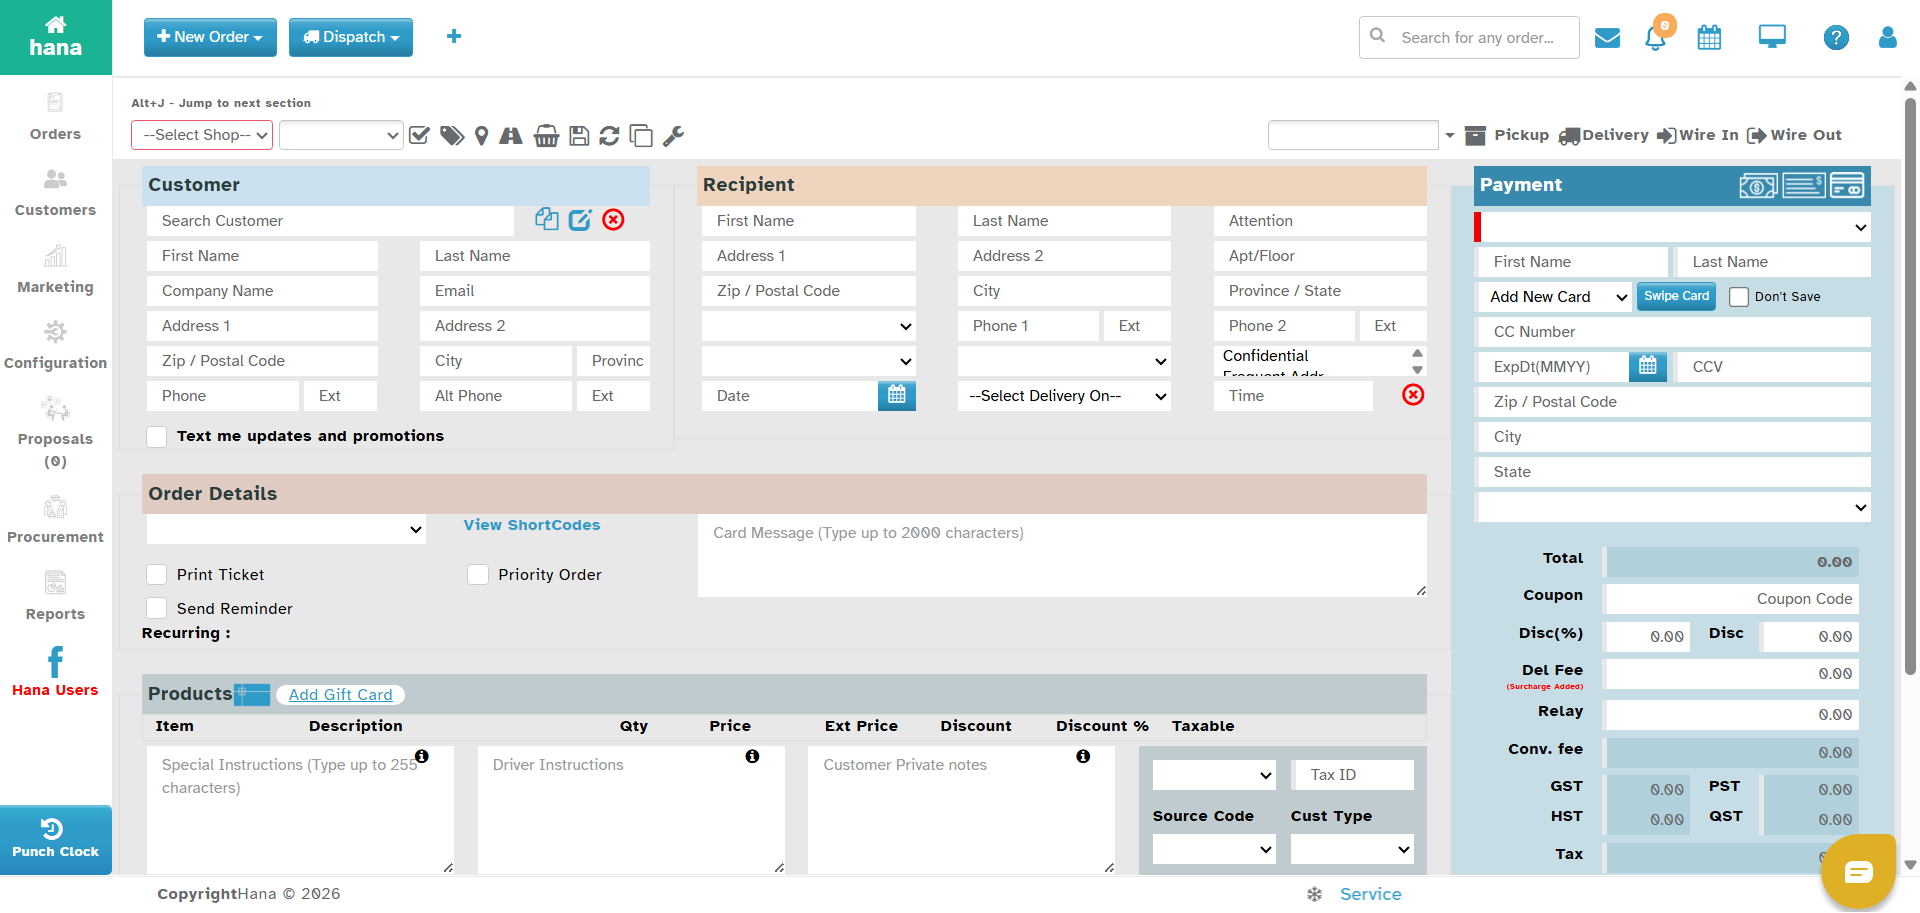 hana
New Order
Dispatch
Search for any order...
0
?
Orders
Customers
Marketing
Configuration
Proposals
(0)
Procurement
Reports
Hana Users
Punch Clock
Alt+J - Jump to next section
--Select Shop--
Pickup
Delivery
Wire In
Wire Out
Customer
Search Customer
First Name
Last Name
Company Name
Email
Address 1
Address 2
Zip / Postal Code
City
Provinc
Phone
Ext
Alt Phone
Ext
Text me updates and promotions
Recipient
First Name
Last Name
Attention
Address 1
Address 2
Apt/Floor
Zip / Postal Code
City
Province / State
Phone 1
Ext
Phone 2
Ext
Confidential
Frequent Addr
Date
--Select Delivery On--
Time
Payment
First Name
Last Name
Add New Card
Swipe Card
Don't Save
CC Number
ExpDt(MMYY)
CCV
Zip / Postal Code
City
State
Total
0.00
Coupon
Coupon Code
Disc(%)
0.00
Disc
0.00
Del Fee
(Surcharge Added)
0.00
Relay
0.00
Conv. fee
0.00
GST
0.00
PST
0.00
HST
0.00
QST
0.00
Tax
Order Details
View ShortCodes
Card Message (Type up to 2000 characters)
Print Ticket
Priority Order
Send Reminder
Recurring :
Products
Add Gift Card
Item
Description
Qty
Price
Ext Price
Discount
Discount %
Taxable
Special Instructions (Type up to 255
characters)
Driver Instructions
Customer Private notes
Tax ID
Source Code
Cust Type
CopyrightHana © 2026
Service